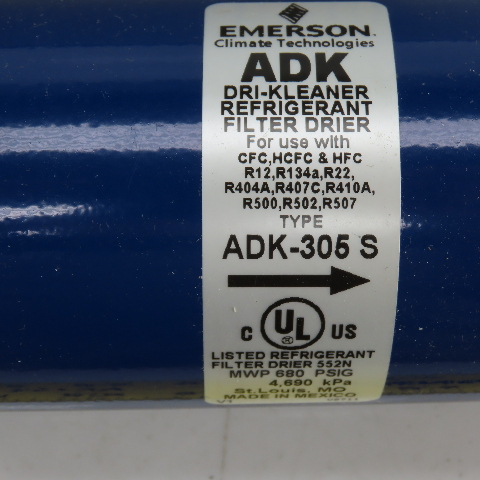 EMERSON
Climate Technologies
ADK
DRI-KLEANER
REFRIGERANT
FILTER DRIER
For use with
CFC,HCFC & HFC
R12,R134a,R22,
R404A,R407C,R410A,
R500,R502,R507
TYPE
ADK-305 S
C UL US
LISTED REFRIGERANT
FILTER DRIER 552N
MWP 680 PSIG
4,690 kPa
St.Louis, MO
MADE IN MEXICO